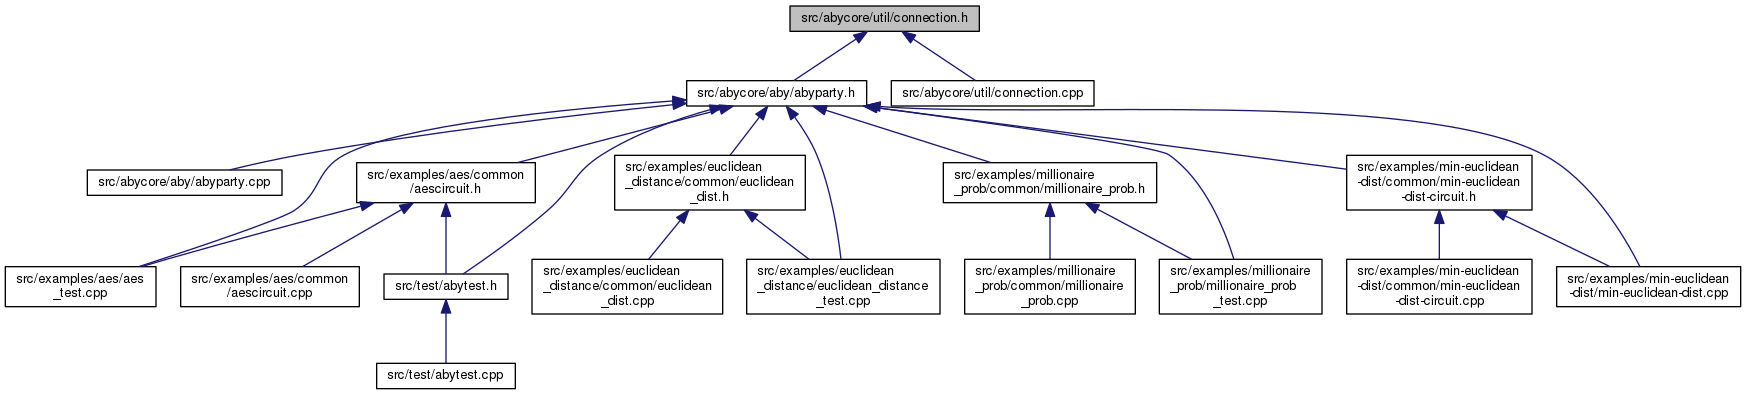 src/abycore/util/connection.h
src/abycore/aby/abyparty.h
src/abycore/util/connection.cpp
src/abycore/aby/abyparty.cpp
src/examples/aes/common
/aescircuit.h
src/examples/euclidean
_distance/common/euclidean
_dist.h
src/examples/millionaire
_prob/common/millionaire_prob.h
src/examples/min-euclidean
-dist/common/min-euclidean
-dist-circuit.h
src/examples/aes/aes
_test.cpp
src/examples/aes/common
/aescircuit.cpp
src/test/abytest.h
src/examples/euclidean
_distance/common/euclidean
_dist.cpp
src/examples/euclidean
_distance/euclidean_distance
_test.cpp
src/examples/millionaire
_prob/common/millionaire
_prob.cpp
src/examples/millionaire
_prob/millionaire_prob
_test.cpp
src/examples/min-euclidean
-dist/common/min-euclidean
-dist-circuit.cpp
src/examples/min-euclidean
-dist/min-euclidean-dist.cpp
src/test/abytest.cpp